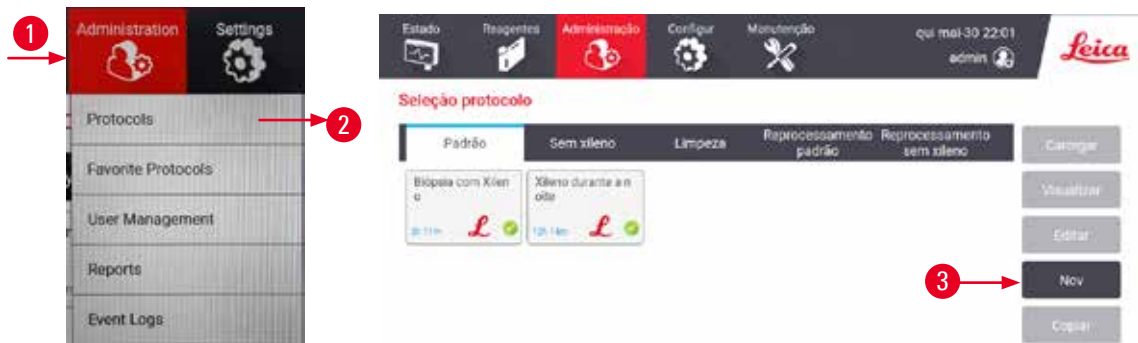 1
Administration
Settings
Protocols
2
Favorite Protocols
User Management
Reports
Event Logs
Estado
Reagentes
Administração
Configur
Manutenção
qui mai-30 22:01
admin
Leica
Seleção protocolo
Padrão
Sem xileno
Limpeza
Reprocessamento
padrão
Reprocessamento
sem xileno
Biópsia com Xilen
o
L
Xileno durante a n
oite
12h 14m
L
Carregar
Visualizar
Editar
3
Nov
Copiar